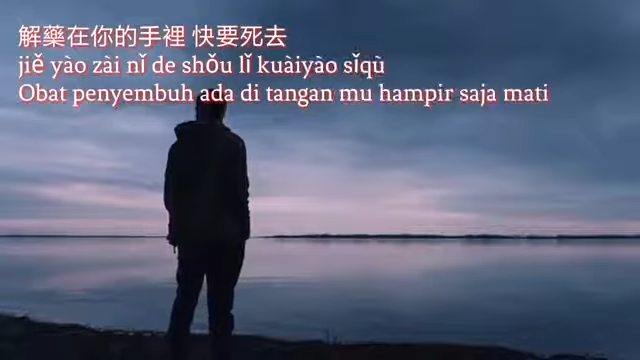 解藥在你的手裡 快要死去
jiě yào zài nǐ de shǒu lǐ kuàiyào sǐqù
Obat penyembuh ada di tangan mu hampir saja mati